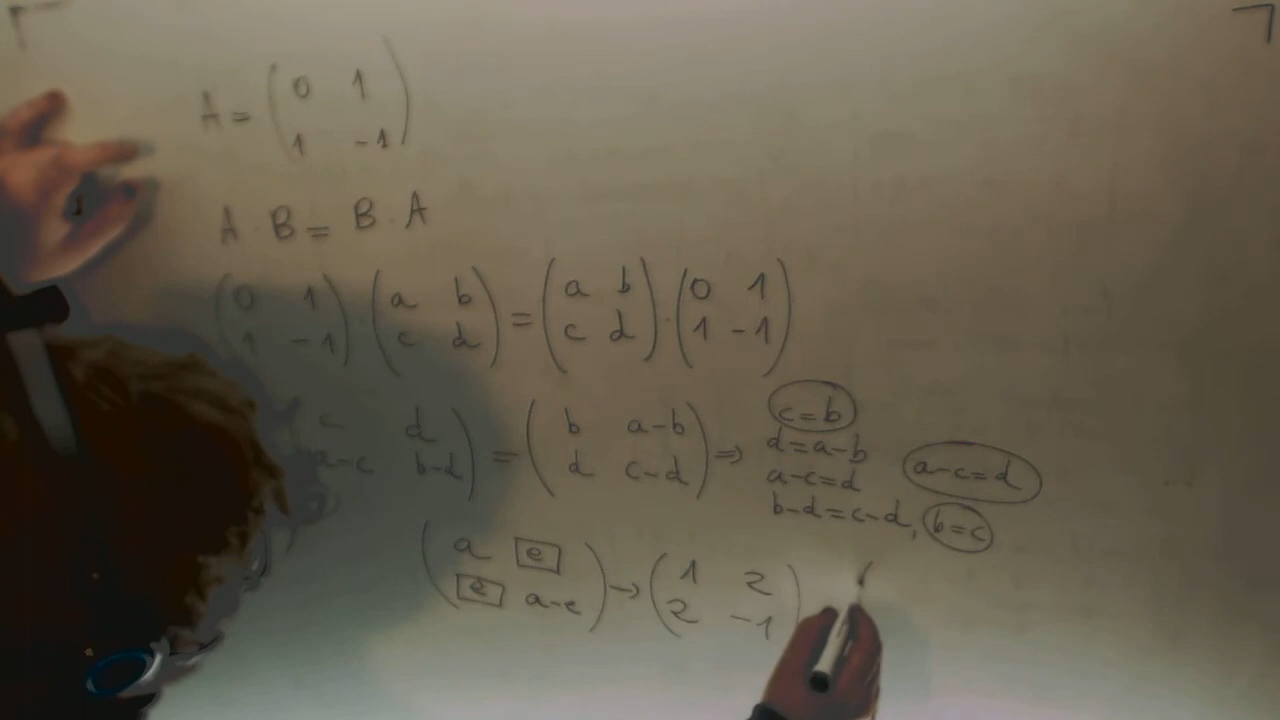 A = ( 0 1
1 -1 )
A · B = B · A
( 0 1
1 -1 ) · ( a b
c d ) = ( a b
c d ) · ( 0 1
1 -1 )
( c d
a-c b-d ) = ( b a-b
d c-d ) ⇒
c=b
d=a-b
a-c=d a-c=d
b-d=c-d, b=c
( a e
e a-e ) → ( 1 2
2 -1 ) (